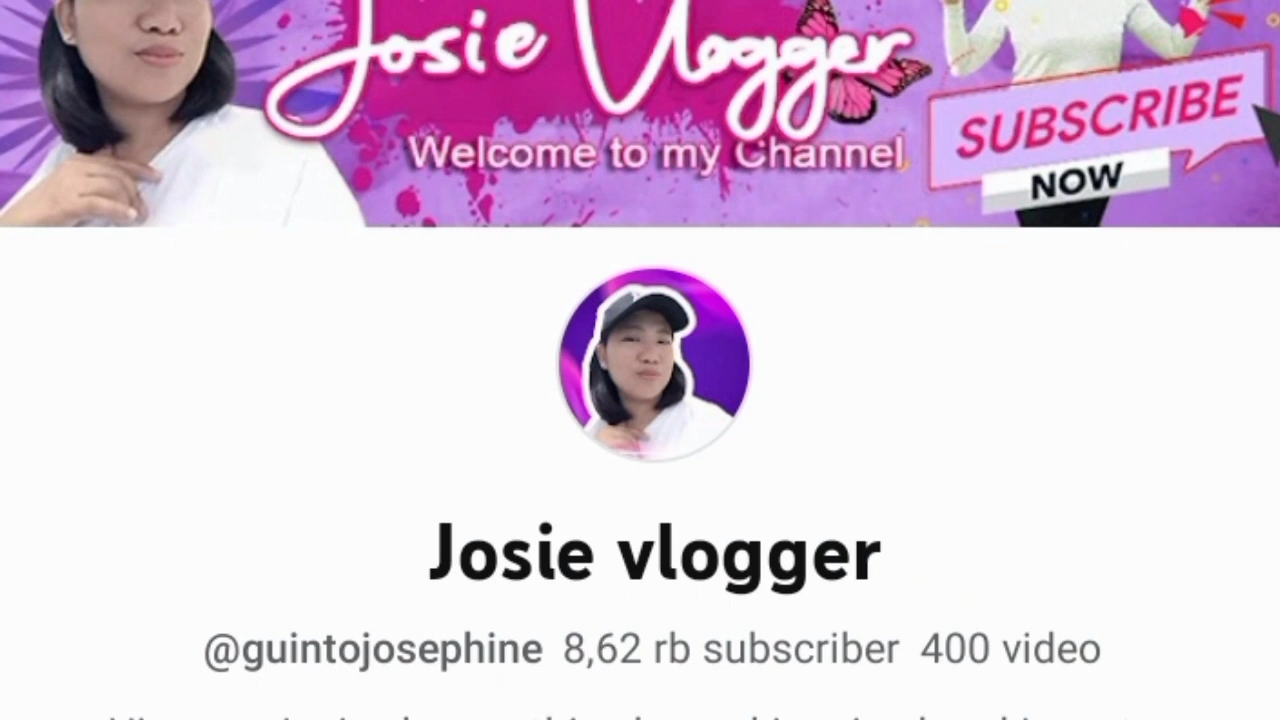 Josie Vlogger
Welcome to my Channel
SUBSCRIBE
NOW
Josie vlogger
@guintojosephine 8,62 rb subscriber 400 video